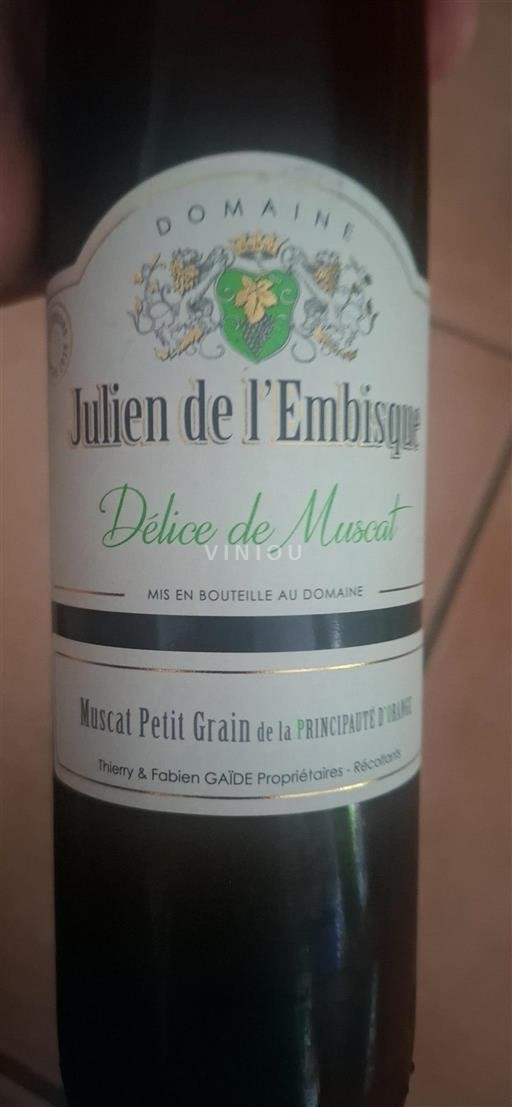 DOMAINE
Julien de l'Embisque
Délice de Muscat
VINIOU
MIS EN BOUTEILLE AU DOMAINE
Muscat Petit Grain de la PRINCIPAUTÉ D'ORANGE
Thierry & Fabien GAÏDE Propriétaires - Récoltants